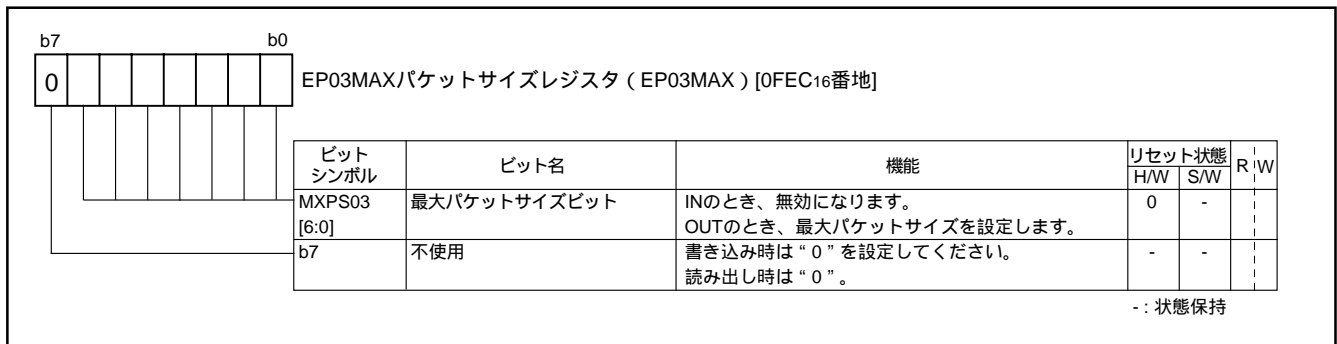 b7 b0
0 EP03MAXパケットサイズレジスタ ( EP03MAX ) [0FEC16番地]
ビット
シンボル ビット名 機能 リセット状態 R W
H/W S/W
MXPS03 最大パケットサイズビット INのとき、無効になります。 0 -
[6:0] OUTのとき、最大パケットサイズを設定します。
b7 不使用 書き込み時は“0”を設定してください。 - -
読み出し時は“0”。
- : 状態保持